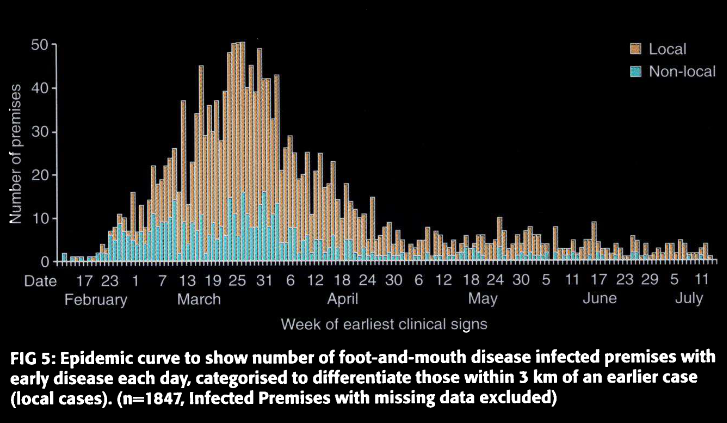 50
40
30
20
10
0
Number of premises
Local
Non-local
Date 17 23 1 7 13 19 25 31 6 12 18 24 30 6 12 18 24 30 5 11 17 23 29 5 11
February March April May June July
Week of earliest clinical signs
FIG 5: Epidemic curve to show number of foot-and-mouth disease infected premises with
early disease each day, categorised to differentiate those within 3 km of an earlier case
(local cases). (n=1847, Infected Premises with missing data excluded)